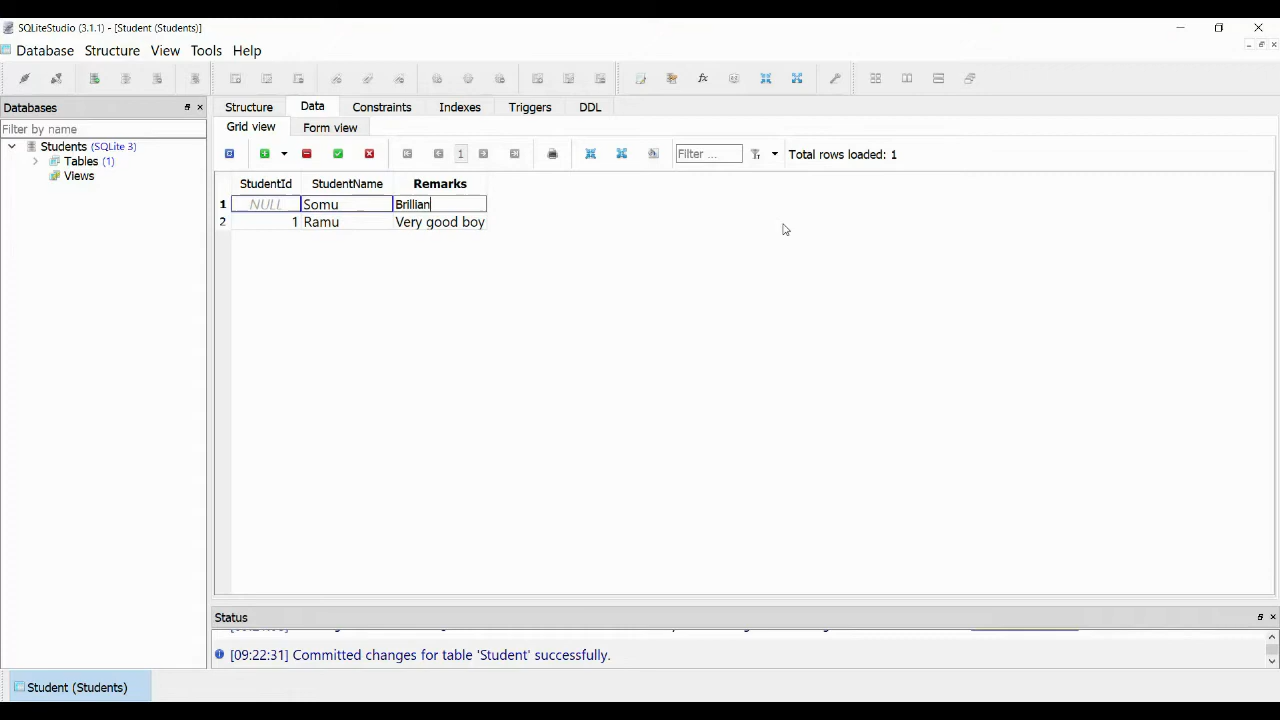 SQLiteStudio (3.1.1) - [Student (Students)]
Database Structure View Tools Help
Databases
Filter by name
Students (SQLite 3)
Tables (1)
Views
Structure Data Constraints Indexes Triggers DDL
Grid view Form view
1 Filter ... Total rows loaded: 1
StudentId StudentName Remarks
1 NULL Somu Brillian
2 1 Ramu Very good boy
Status
[09:22:31] Committed changes for table 'Student' successfully.
Student (Students)